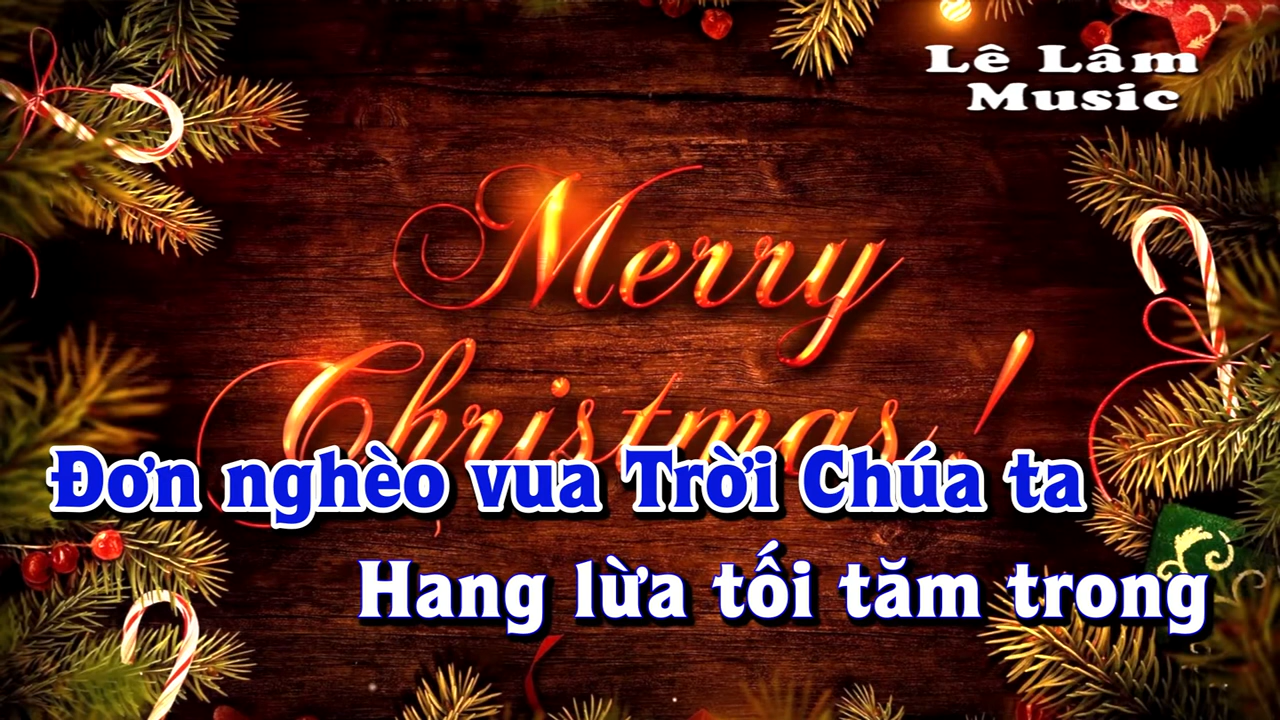 Lê Lâm
Music
Merry
Christmas!
Đơn nghèo vua Trời Chúa ta
Hang lừa tối tăm trong